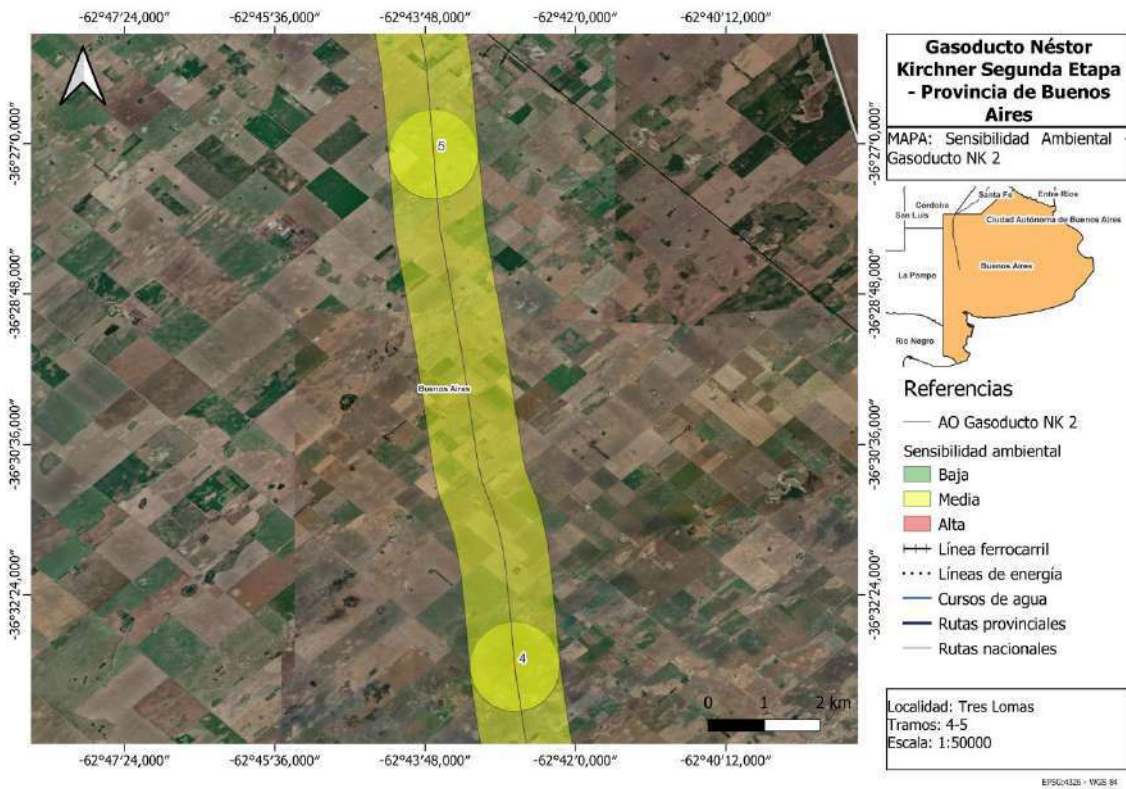 -62°47'24,000" -62°45'36,000" -62°43'48,000" -62°42'0,000" -62°40'12,000"
Gasoducto Néstor
Kirchner Segunda Etapa
- Provincia de Buenos
Aires
MAPA: Sensibilidad Ambiental -
Gasoducto NK 2
-36°27'0,000"
-36°28'48,000"
-36°30'36,000"
-36°32'24,000"
5
Buenos Aires
4
0 1 2 km
-36°27'0,000"
-36°28'48,000"
-36°30'36,000"
-36°32'24,000"
Santa Fe
Entre Ríos
Córdoba
San Luis
Ciudad Autónoma de Buenos Aires
La Pampa
Buenos Aires
Río Negro
Referencias
AO Gasoducto NK 2
Sensibilidad ambiental
Baja
Media
Alta
Línea ferrocarril
Líneas de energía
Cursos de agua
Rutas provinciales
Rutas nacionales
Localidad: Tres Lomas
Tramos: 4-5
Escala: 1:50000
-62°47'24,000" -62°45'36,000" -62°43'48,000" -62°42'0,000" -62°40'12,000"
EPSG:4326 - WGS 84